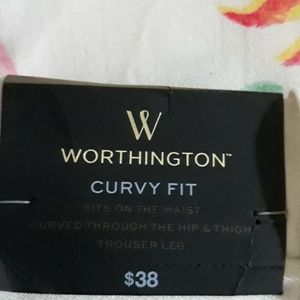 W
WORTHINGTON™
CURVY FIT
SITS ON THE WAIST
CURVED THROUGH THE HIP & THIGH
TROUSER LEG
$38